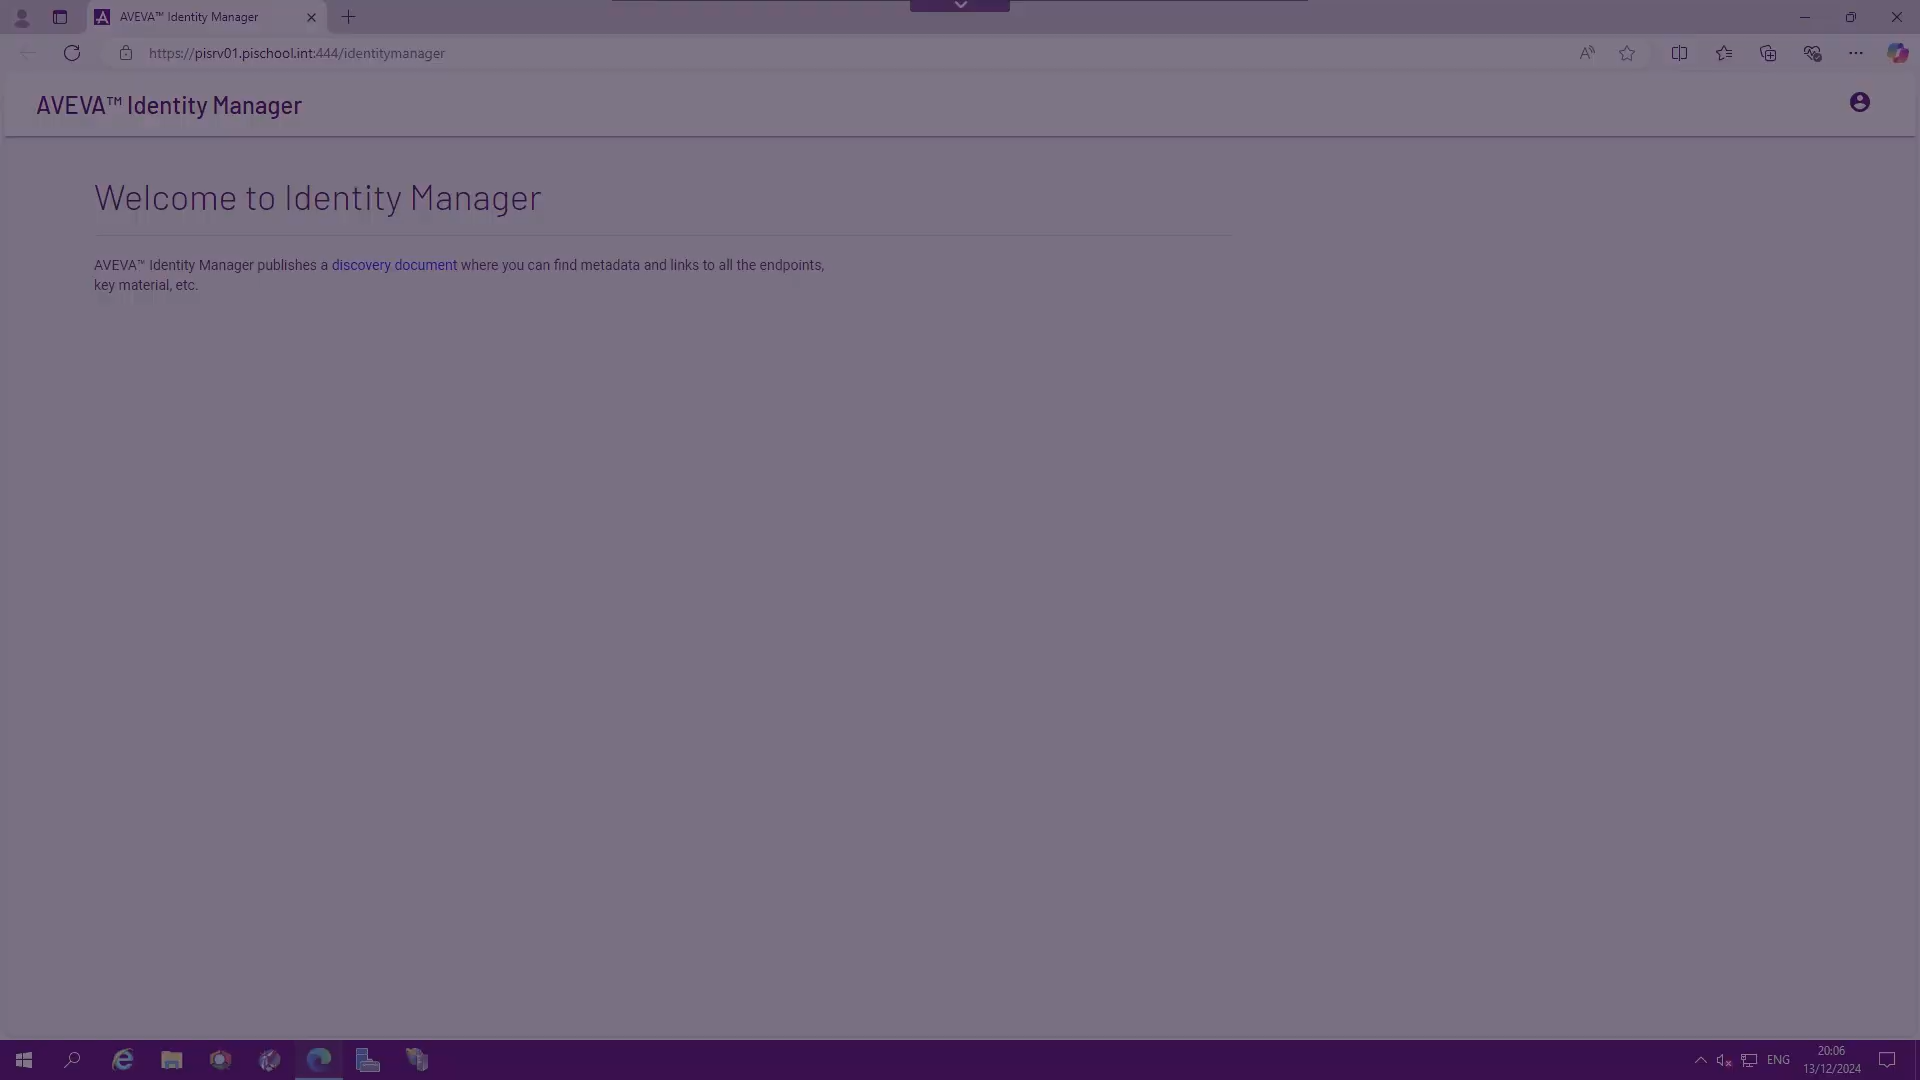 AVEVA™ Identity Manager
https://pisrv01.pischool.int:444/identitymanager
AVEVA™ Identity Manager
Welcome to Identity Manager
AVEVA™ Identity Manager publishes a discovery document where you can find metadata and links to all the endpoints,
key material, etc.
ENG
20:06
13/12/2024